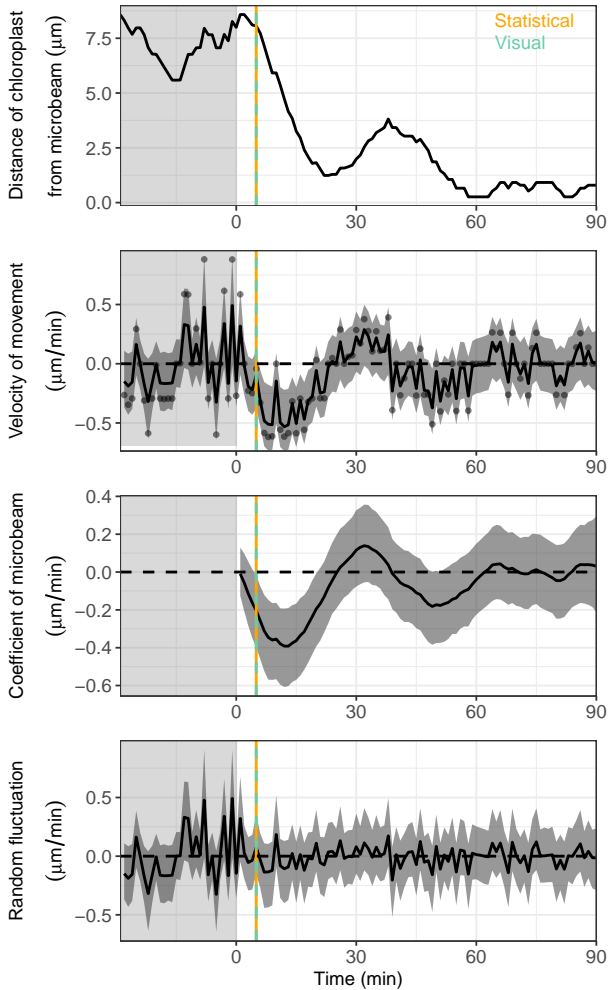 Distance of chloroplast
from microbeam (μm)
7.5
5.0
2.5
0.0
Statistical
Visual
0
30
60
90
Velocity of movement
(μm/min)
0.5
0.0
−0.5
0
30
60
90
Coefficient of microbeam
(μm/min)
0.4
0.2
0.0
−0.2
−0.4
−0.6
0
30
60
90
Random fluctuation
(μm/min)
0.5
0.0
−0.5
0
30
60
90
Time (min)